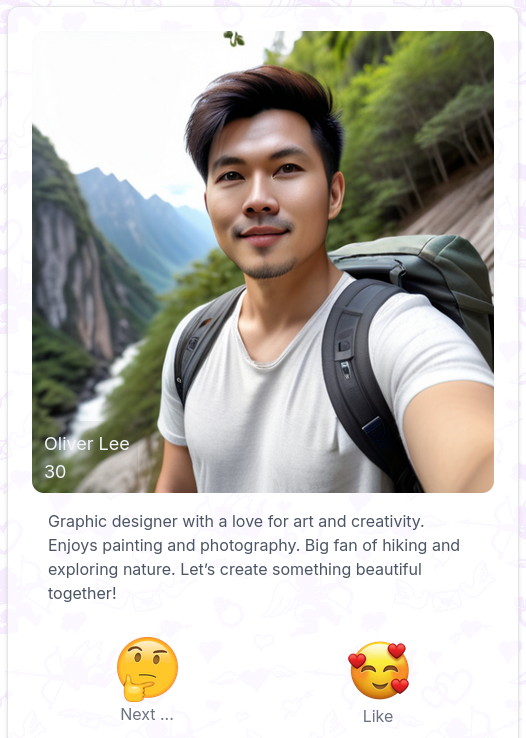 Oliver Lee
30
Graphic designer with a love for art and creativity.
Enjoys painting and photography. Big fan of hiking and
exploring nature. Let’s create something beautiful
together!
Next ...
Like